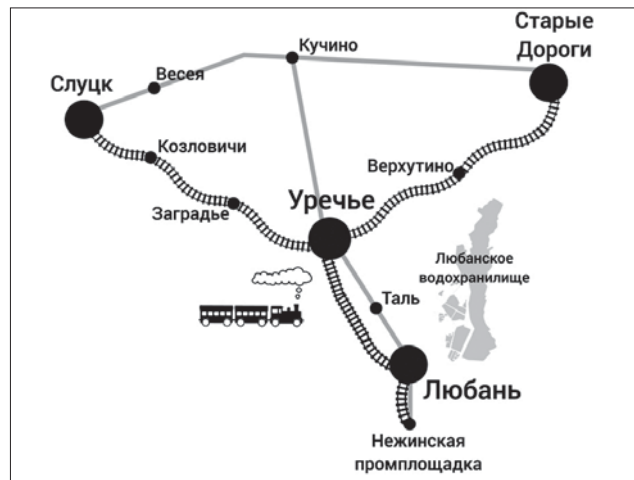 Старые
Дороги
Кучино
Весея
Слуцк
Козловичи
Верхутино
Заградье
Уречье
Любанское
водохранилище
Таль
Любань
Нежинская
промплощадка